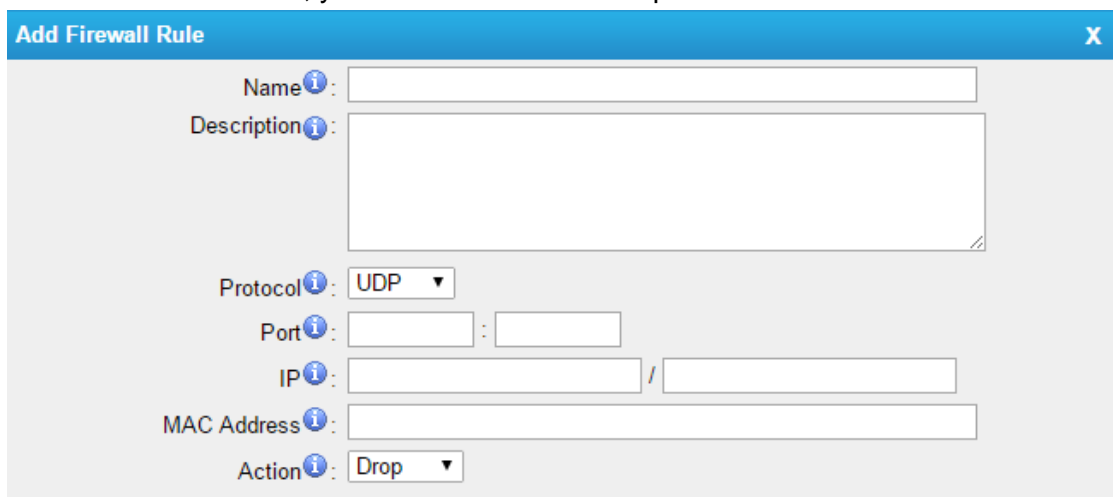 Add Firewall Rule X
Name i :
Description i :
Protocol i : UDP ▼
Port i : :
IP i : /
MAC Address i :
Action i : Drop ▼